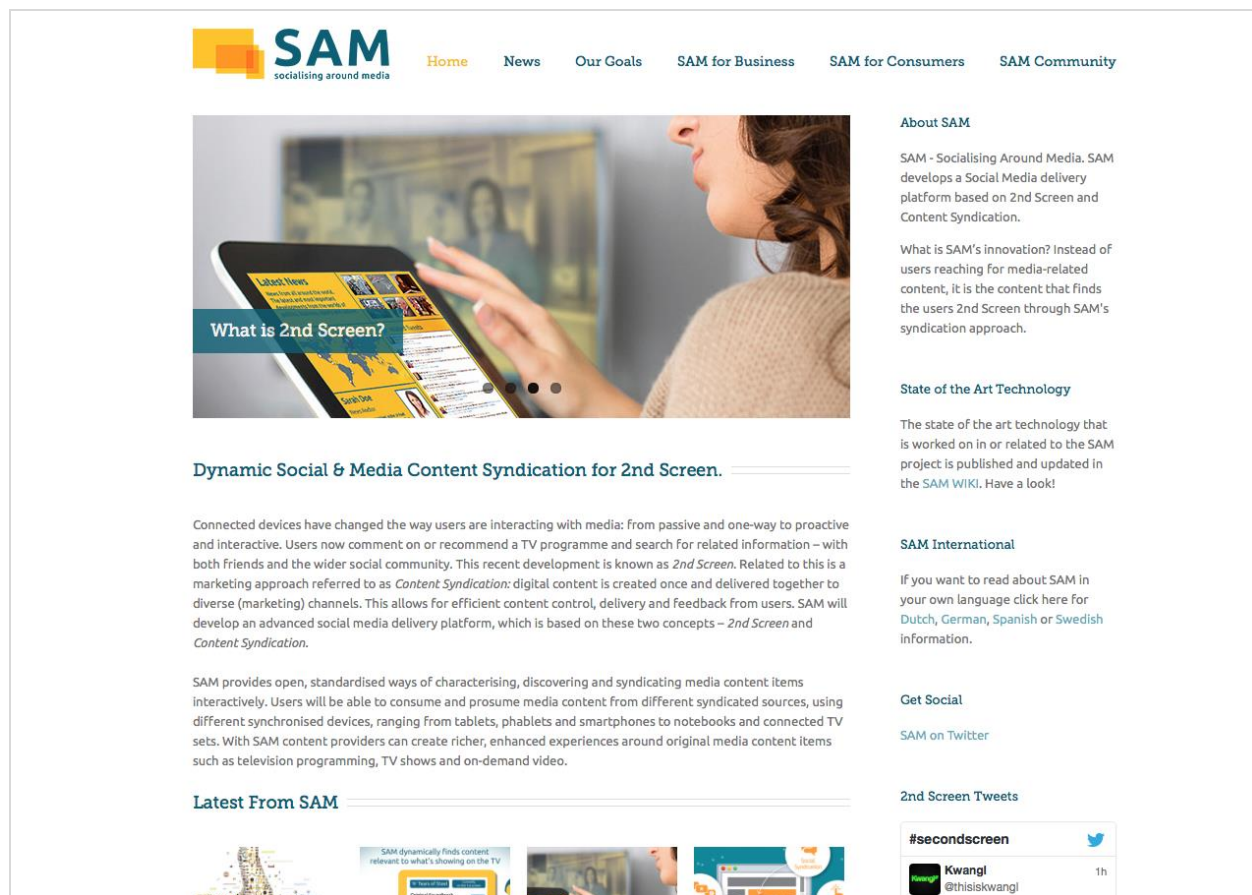 SAM
socialising around media
Home
News
Our Goals
SAM for Business
SAM for Consumers
SAM Community
Latest News
News from all around the world.
The latest and most important
What is 2nd Screen?
Sarah Doe
Dynamic Social & Media Content Syndication for 2nd Screen.
Connected devices have changed the way users are interacting with media: from passive and one-way to proactive
and interactive. Users now comment on or recommend a TV programme and search for related information – with
both friends and the wider social community. This recent development is known as 2nd Screen. Related to this is a
marketing approach referred to as Content Syndication: digital content is created once and delivered together to
diverse (marketing) channels. This allows for efficient content control, delivery and feedback from users. SAM will
develop an advanced social media delivery platform, which is based on these two concepts – 2nd Screen and
Content Syndication.
SAM provides open, standardised ways of characterising, discovering and syndicating media content items
interactively. Users will be able to consume and prosume media content from different syndicated sources, using
different synchronised devices, ranging from tablets, phablets and smartphones to notebooks and connected TV
sets. With SAM content providers can create richer, enhanced experiences around original media content items
such as television programming, TV shows and on-demand video.
Latest From SAM
SAM dynamically finds content
relevant to what's showing on the TV
About SAM
SAM - Socialising Around Media. SAM
develops a Social Media delivery
platform based on 2nd Screen and
Content Syndication.
What is SAM's innovation? Instead of
users reaching for media-related
content, it is the content that finds
the users 2nd Screen through SAM's
syndication approach.
State of the Art Technology
The state of the art technology that
is worked on in or related to the SAM
project is published and updated in
the SAM WIKI. Have a look!
SAM International
If you want to read about SAM in
your own language click here for
Dutch, German, Spanish or Swedish
information.
Get Social
SAM on Twitter
2nd Screen Tweets
#secondscreen
Kwangl
1h
@thisiskwangl